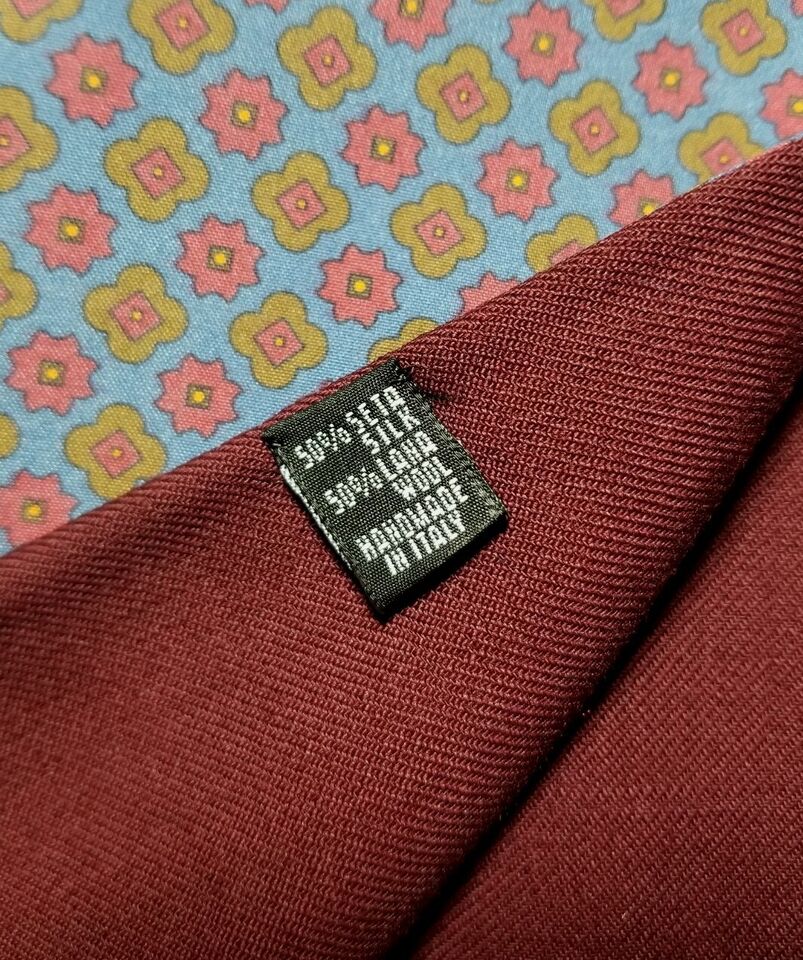 50% SETA
SILK
50% LANA
WOOL
HANDMADE
IN ITALY